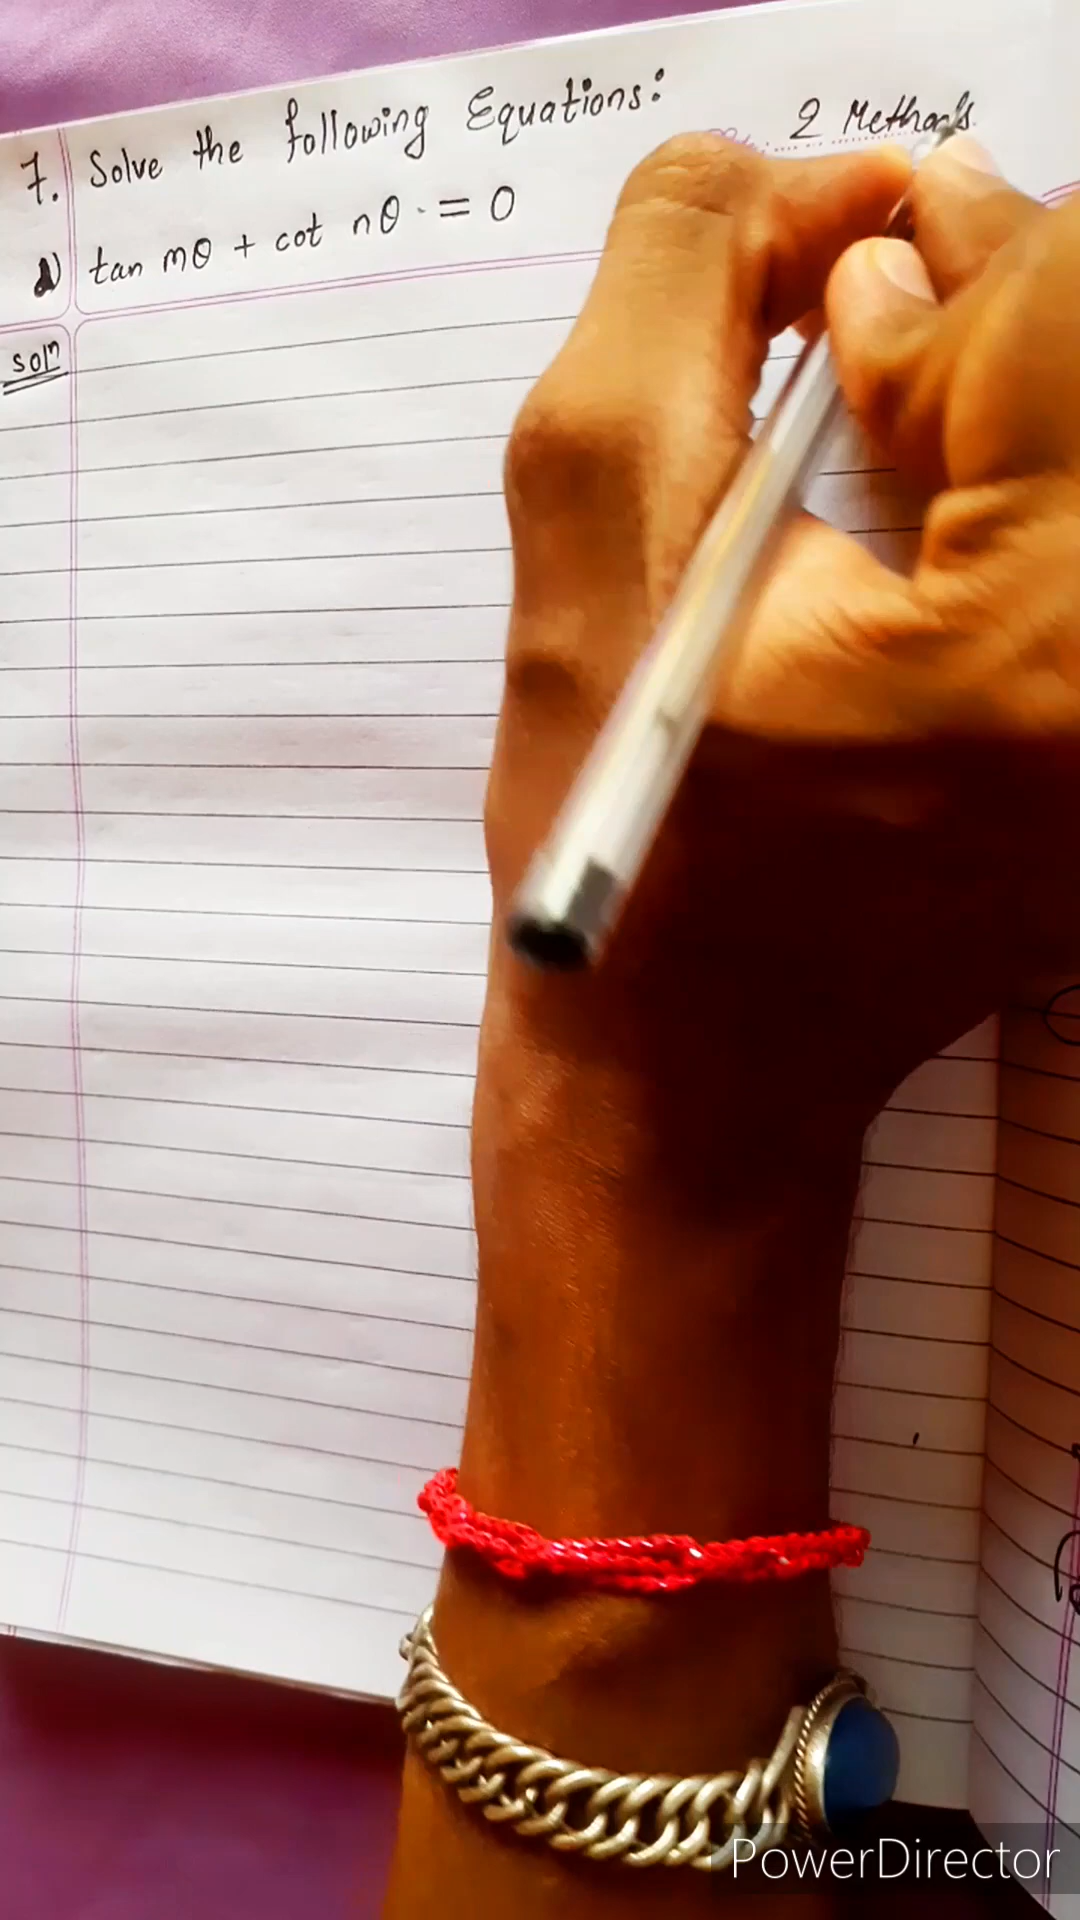 7. Solve the following Equations:
2 Methods.
a) tan mθ + cot nθ = 0
solⁿ
PowerDirector